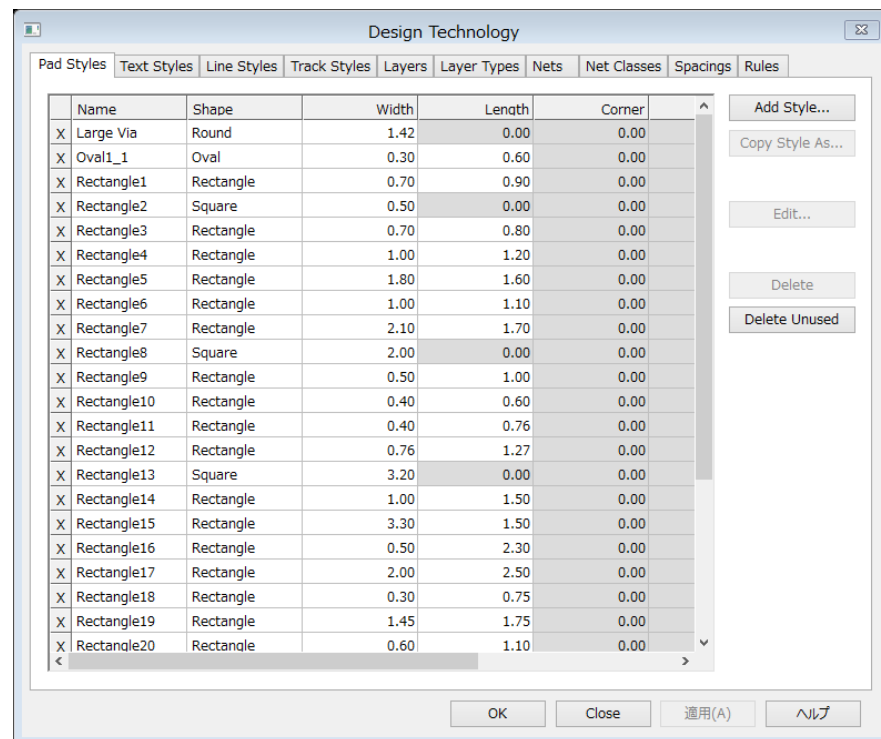 Design Technology
Pad Styles Text Styles Line Styles Track Styles Layers Layer Types Nets Net Classes Spacings Rules
Name Shape Width Length Corner
X Large Via Round 1.42 0.00 0.00
X Oval1_1 Oval 0.30 0.60 0.00
X Rectangle1 Rectangle 0.70 0.90 0.00
X Rectangle2 Square 0.50 0.00 0.00
X Rectangle3 Rectangle 0.70 0.80 0.00
X Rectangle4 Rectangle 1.00 1.20 0.00
X Rectangle5 Rectangle 1.80 1.60 0.00
X Rectangle6 Rectangle 1.00 1.10 0.00
X Rectangle7 Rectangle 2.10 1.70 0.00
X Rectangle8 Square 2.00 0.00 0.00
X Rectangle9 Rectangle 0.50 1.00 0.00
X Rectangle10 Rectangle 0.40 0.60 0.00
X Rectangle11 Rectangle 0.40 0.76 0.00
X Rectangle12 Rectangle 0.76 1.27 0.00
X Rectangle13 Square 3.20 0.00 0.00
X Rectangle14 Rectangle 1.00 1.50 0.00
X Rectangle15 Rectangle 3.30 1.50 0.00
X Rectangle16 Rectangle 0.50 2.30 0.00
X Rectangle17 Rectangle 2.00 2.50 0.00
X Rectangle18 Rectangle 0.30 0.75 0.00
X Rectangle19 Rectangle 1.45 1.75 0.00
X Rectangle20 Rectangle 0.60 1.10 0.00
Add Style...
Copy Style As...
Edit...
Delete
Delete Unused
OK Close 適用(A) ヘルプ